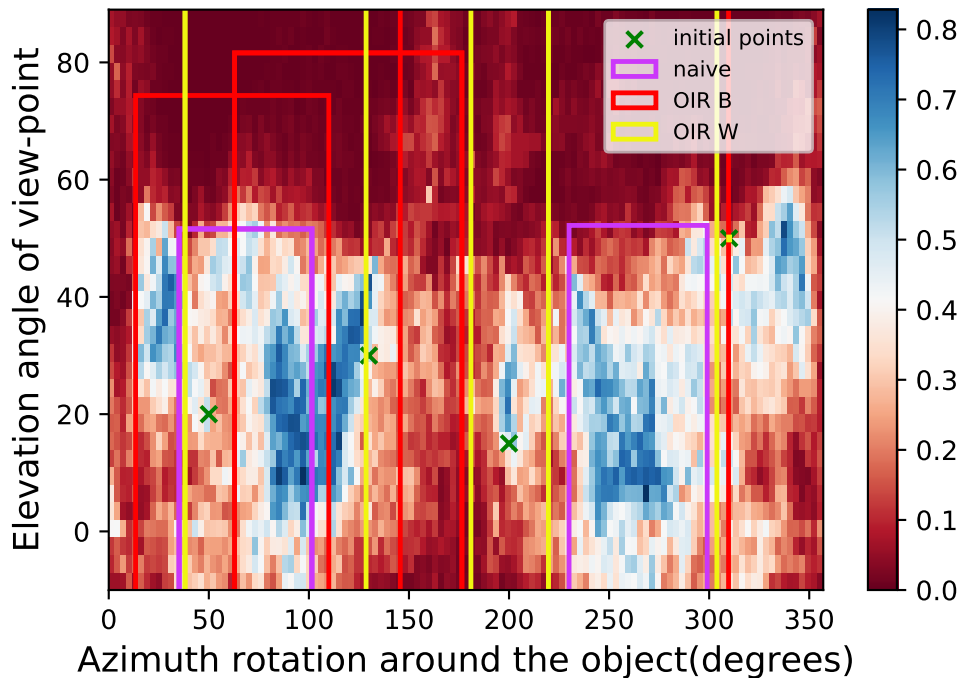 Elevation angle of view-point
80
60
40
20
0
0 50 100 150 200 250 300 350
Azimuth rotation around the object(degrees)
initial points
naive
OIR B
OIR W
0.8
0.7
0.6
0.5
0.4
0.3
0.2
0.1
0.0